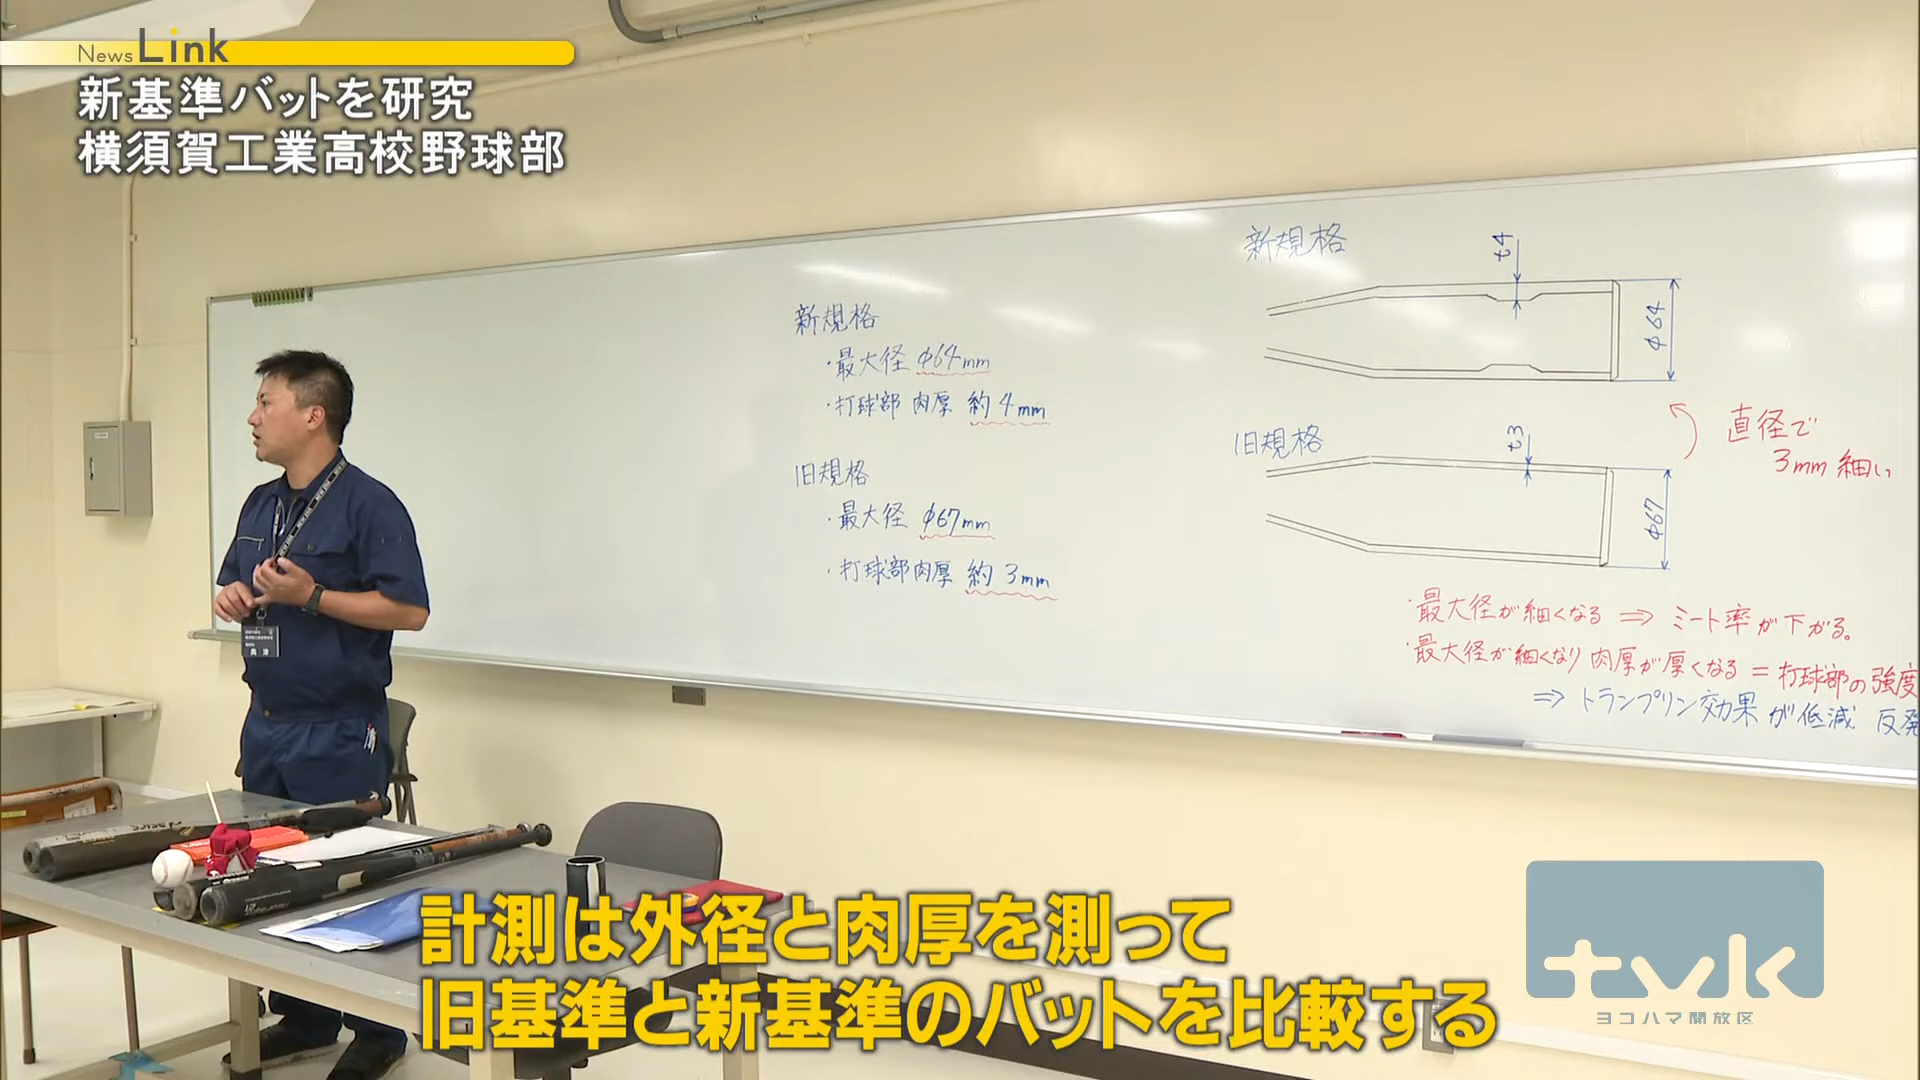 News Link
新基準バットを研究
横須賀工業高校野球部
新規格
・最大径 φ64mm
・打球部 肉厚 約4mm
旧規格
・最大径 φ67mm
・打球部肉厚 約3mm
新規格
t4
φ64
旧規格
t3
φ67
直径で
3mm 細い
・最大径が細くなる ⇒ ミート率が下がる。
・最大径が細くなり 肉厚が厚くなる = 打球部の強度
⇒ トランプリン効果が低減 反発
計測は外径と肉厚を測って
旧基準と新基準のバットを比較する
tvk
ヨコハマ開放区